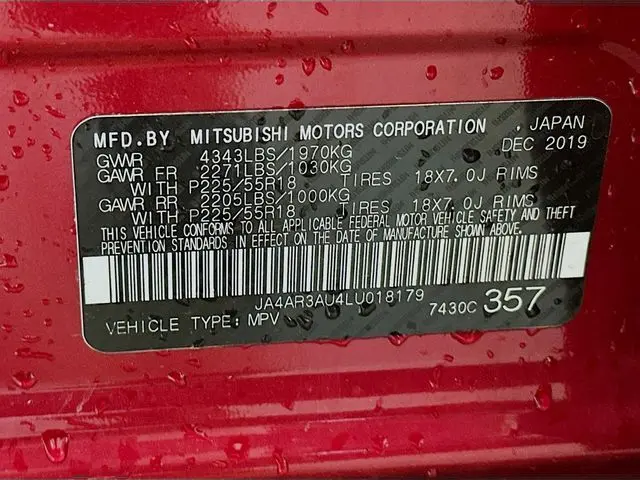 MFD.BY MITSUBISHI MOTORS CORPORATION , JAPAN
GVWR 4343LBS/1970KG DEC 2019
GAWR FR 2271LBS/1030KG
WITH P225/55R18 TIRES 18X7.0J RIMS
GAWR RR 2205LBS/1000KG
WITH P225/55R18 TIRES 18X7.0J RIMS
THIS VEHICLE CONFORMS TO ALL APPLICABLE FEDERAL MOTOR VEHICLE SAFETY AND THEFT
PREVENTION STANDARDS IN EFFECT ON THE DATE OF MANUFACTURE SHOWN ABOVE.
JA4AR3AU4LU018179
VEHICLE TYPE: MPV 7430C 357